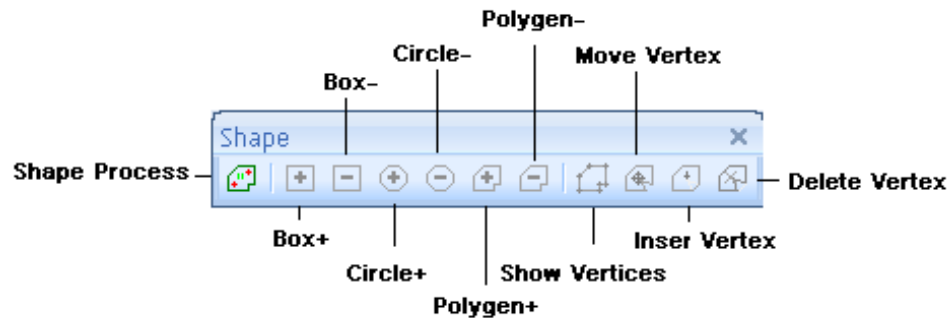 Polygen-
Circle-
Move Vertex
Box-
Shape
Shape Process
Delete Vertex
Box+
Inser Vertex
Circle+
Show Vertices
Polygen+